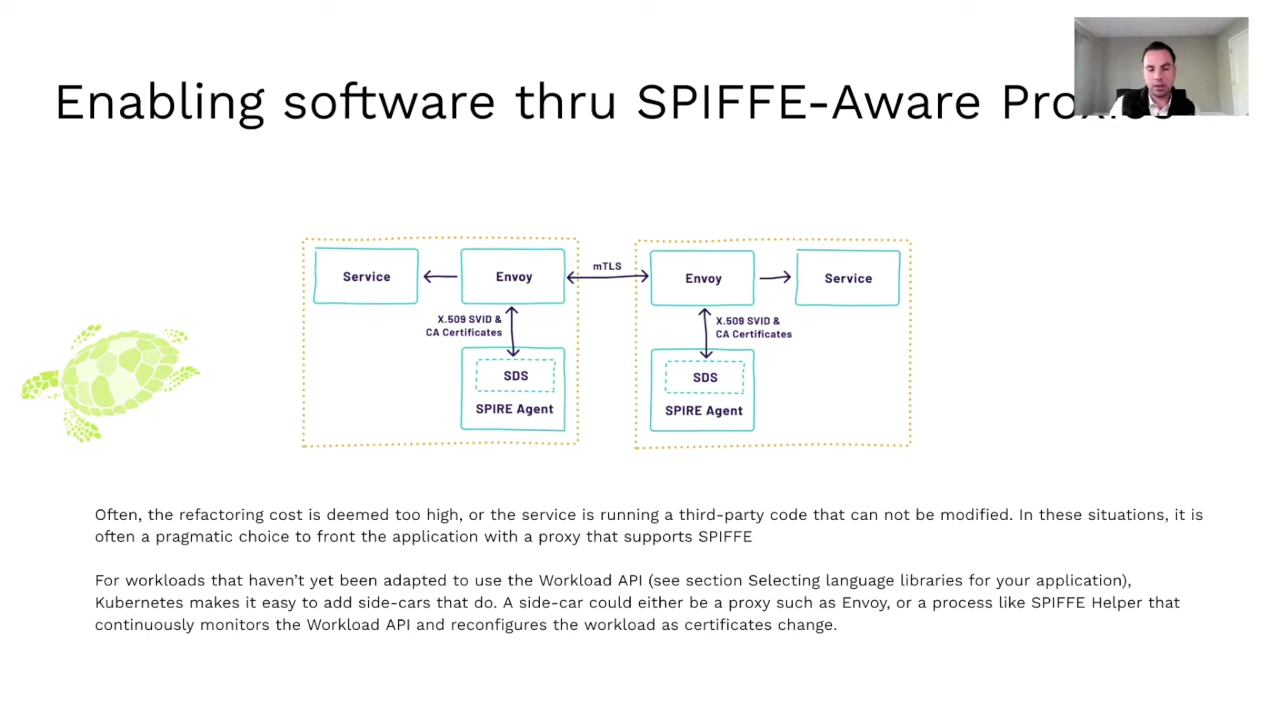 Enabling software thru SPIFFE-Aware
Service
Envoy
mTLS
Envoy
Service
X.509 SVID &
CA Certificates
X.509 SVID &
CA Certificates
SDS
SPIRE Agent
SDS
SPIRE Agent
Often, the refactoring cost is deemed too high, or the service is running a third-party code that can not be modified. In these situations, it is
often a pragmatic choice to front the application with a proxy that supports SPIFFE
For workloads that haven’t yet been adapted to use the Workload API (see section Selecting language libraries for your application),
Kubernetes makes it easy to add side-cars that do. A side-car could either be a proxy such as Envoy, or a process like SPIFFE Helper that
continuously monitors the Workload API and reconfigures the workload as certificates change.